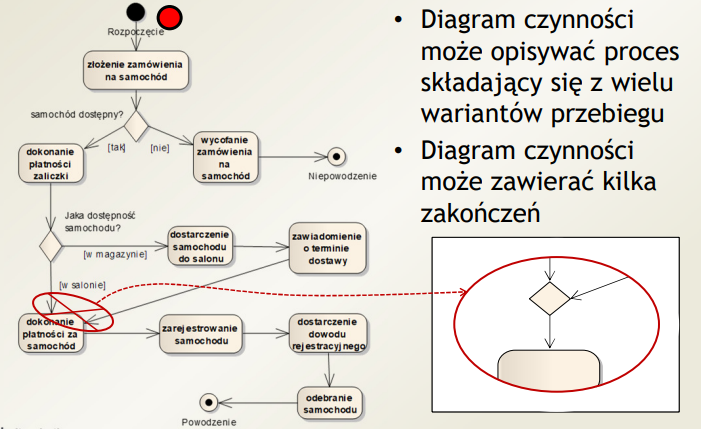 Rozpoczęcie
złożenie zamówienia
na samochód
samochód dostępny?
[tak]
[nie]
dokonanie
płatności
zaliczki
wycofanie
zamówienia
na
samochód
Niepowodzenie
Jaka dostępność
samochodu?
[w magazynie]
dostarczenie
samochodu
do salonu
zawiadomienie
o terminie
dostawy
[w salonie]
dokonanie
płatności za
samochód
zarejestrowanie
samochodu
dostarczenie
dowodu
rejestracyjnego
odebranie
samochodu
Powodzenie
• Diagram czynności
może opisywać proces
składający się z wielu
wariantów przebiegu
• Diagram czynności
może zawierać kilka
zakończeń